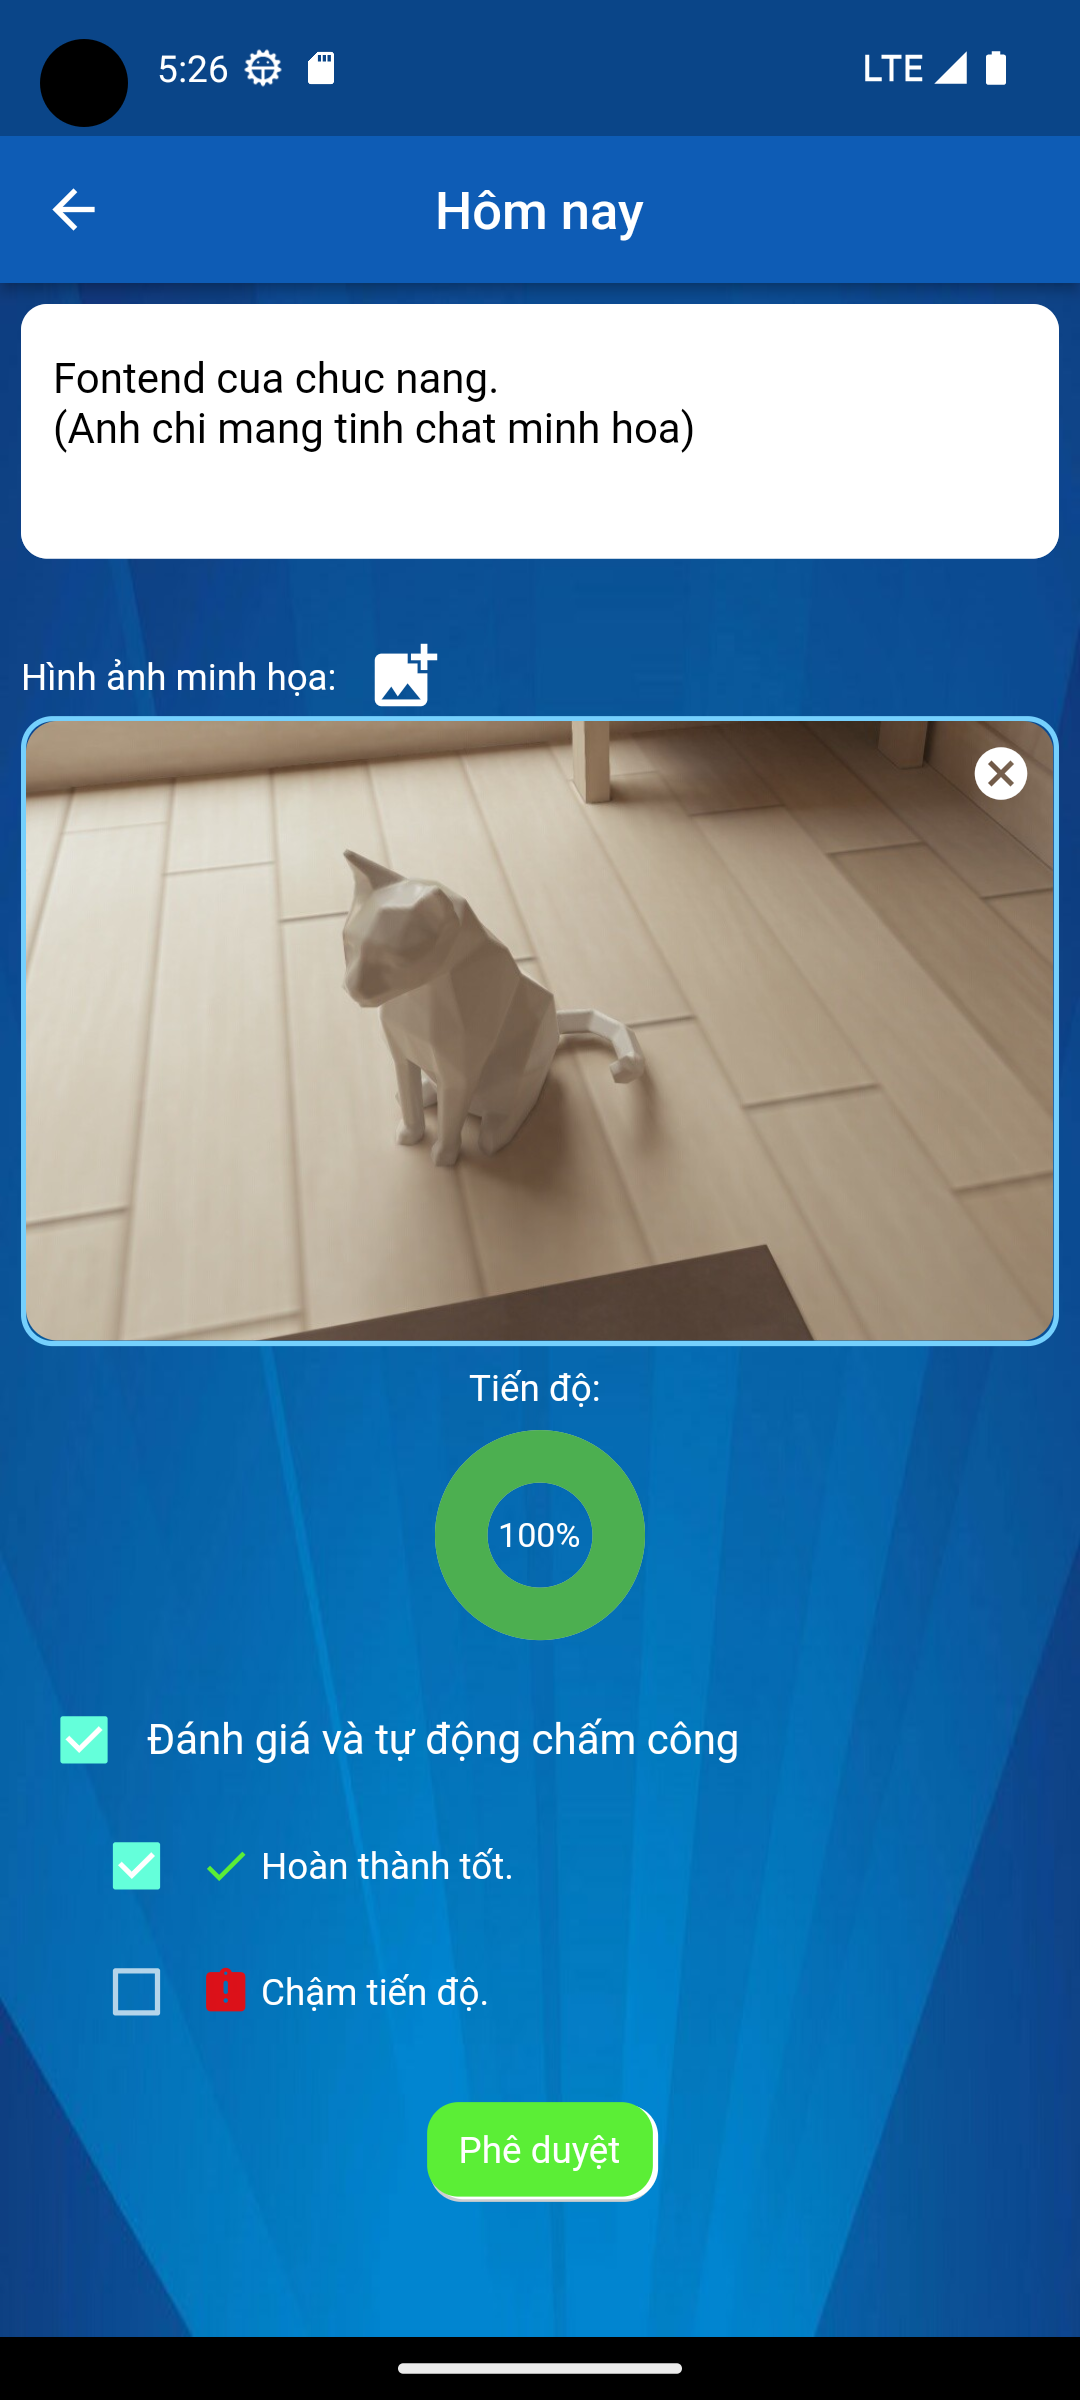 5:26
LTE
Hôm nay
Fontend cua chuc nang.
(Anh chi mang tinh chat minh hoa)
Hình ảnh minh họa:
Tiến độ:
100%
Đánh giá và tự động chấm công
Hoàn thành tốt.
Chậm tiến độ.
Phê duyệt